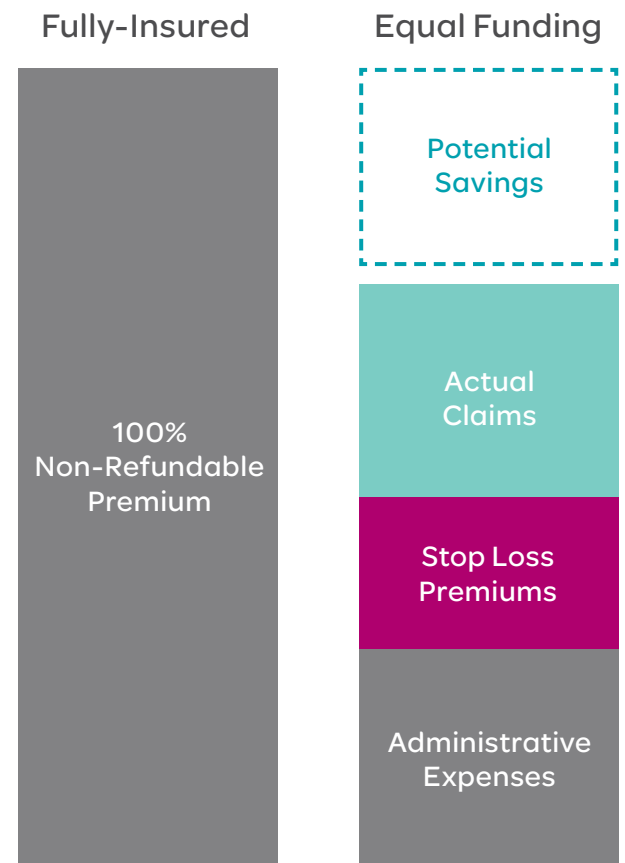 Fully-Insured
Equal Funding
100%
Non-Refundable
Premium
Potential
Savings
Actual
Claims
Stop Loss
Premiums
Administrative
Expenses